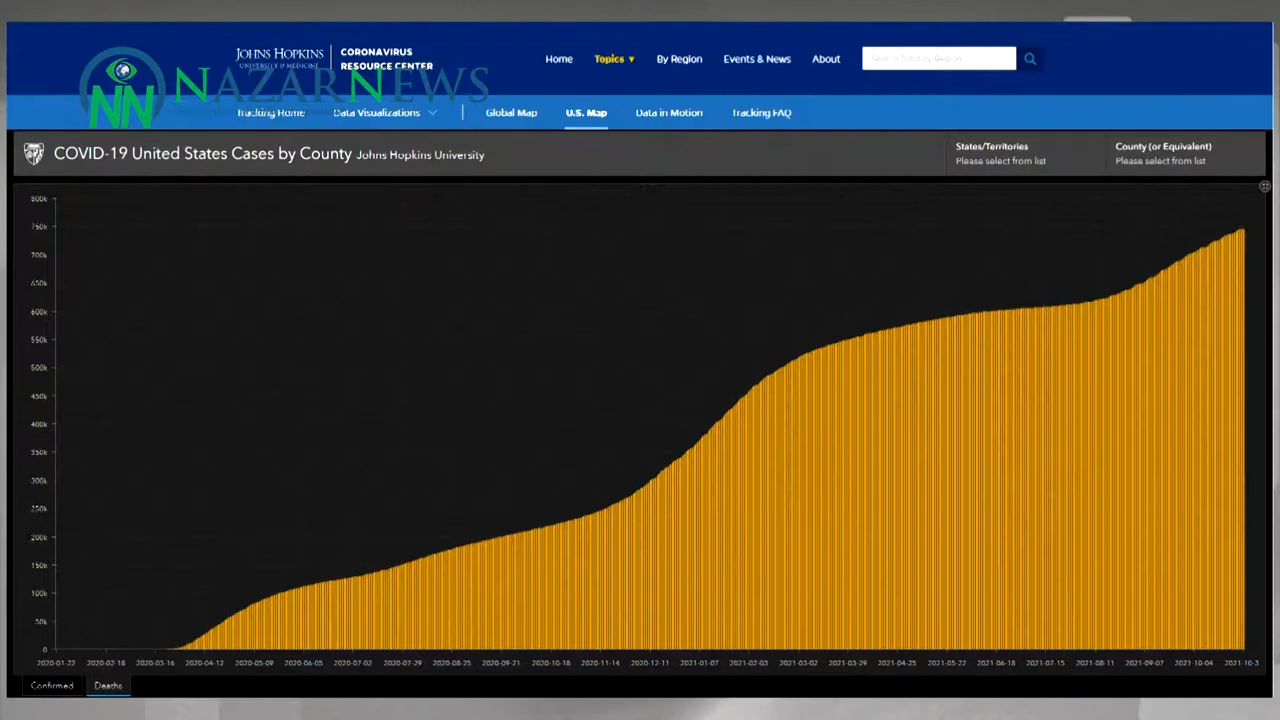 JOHNS HOPKINS
UNIVERSITY & MEDICINE
CORONAVIRUS
RESOURCE CENTER
NN
NAZARNEWS
Home
Topics
By Region
Events & News
About
Tracking Home
Data Visualizations
Global Map
U.S. Map
Data in Motion
Tracking FAQ
COVID-19 United States Cases by County Johns Hopkins University
States/Territories
Please select from list
County (or Equivalent)
Please select from list
800k
750k
700k
650k
600k
550k
500k
450k
400k
350k
300k
250k
200k
150k
100k
50k
0
2020-01-22 2020-02-18 2020-03-16 2020-04-12 2020-05-09 2020-06-05 2020-07-02 2020-07-29 2020-08-25 2020-09-21 2020-10-18 2020-11-14 2020-12-11 2021-01-07 2021-02-03 2021-03-02 2021-03-29 2021-04-25 2021-05-22 2021-06-18 2021-07-15 2021-08-11 2021-09-07 2021-10-04 2021-10-3
Confirmed
Deaths